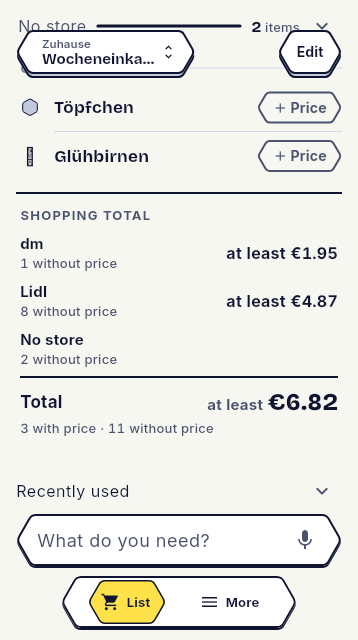 No store 2 items
Zuhause
Wocheneinka...
Edit
Töpfchen + Price
Glühbirnen + Price
SHOPPING TOTAL
dm
1 without price
at least €1.95
Lidl
8 without price
at least €4.87
No store
2 without price
Total at least €6.82
3 with price · 11 without price
Recently used
What do you need?
List More